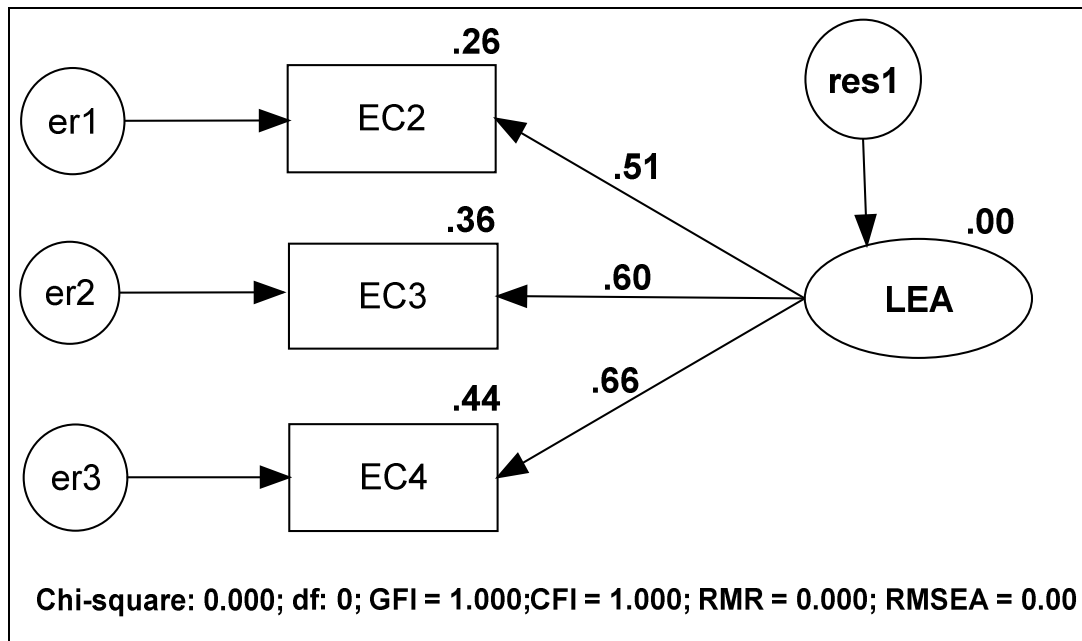 .26
er1
EC2
res1
.51
.36
.00
er2
EC3
.60
LEA
.66
.44
er3
EC4
Chi-square: 0.000; df: 0; GFI = 1.000;CFI = 1.000; RMR = 0.000; RMSEA = 0.00